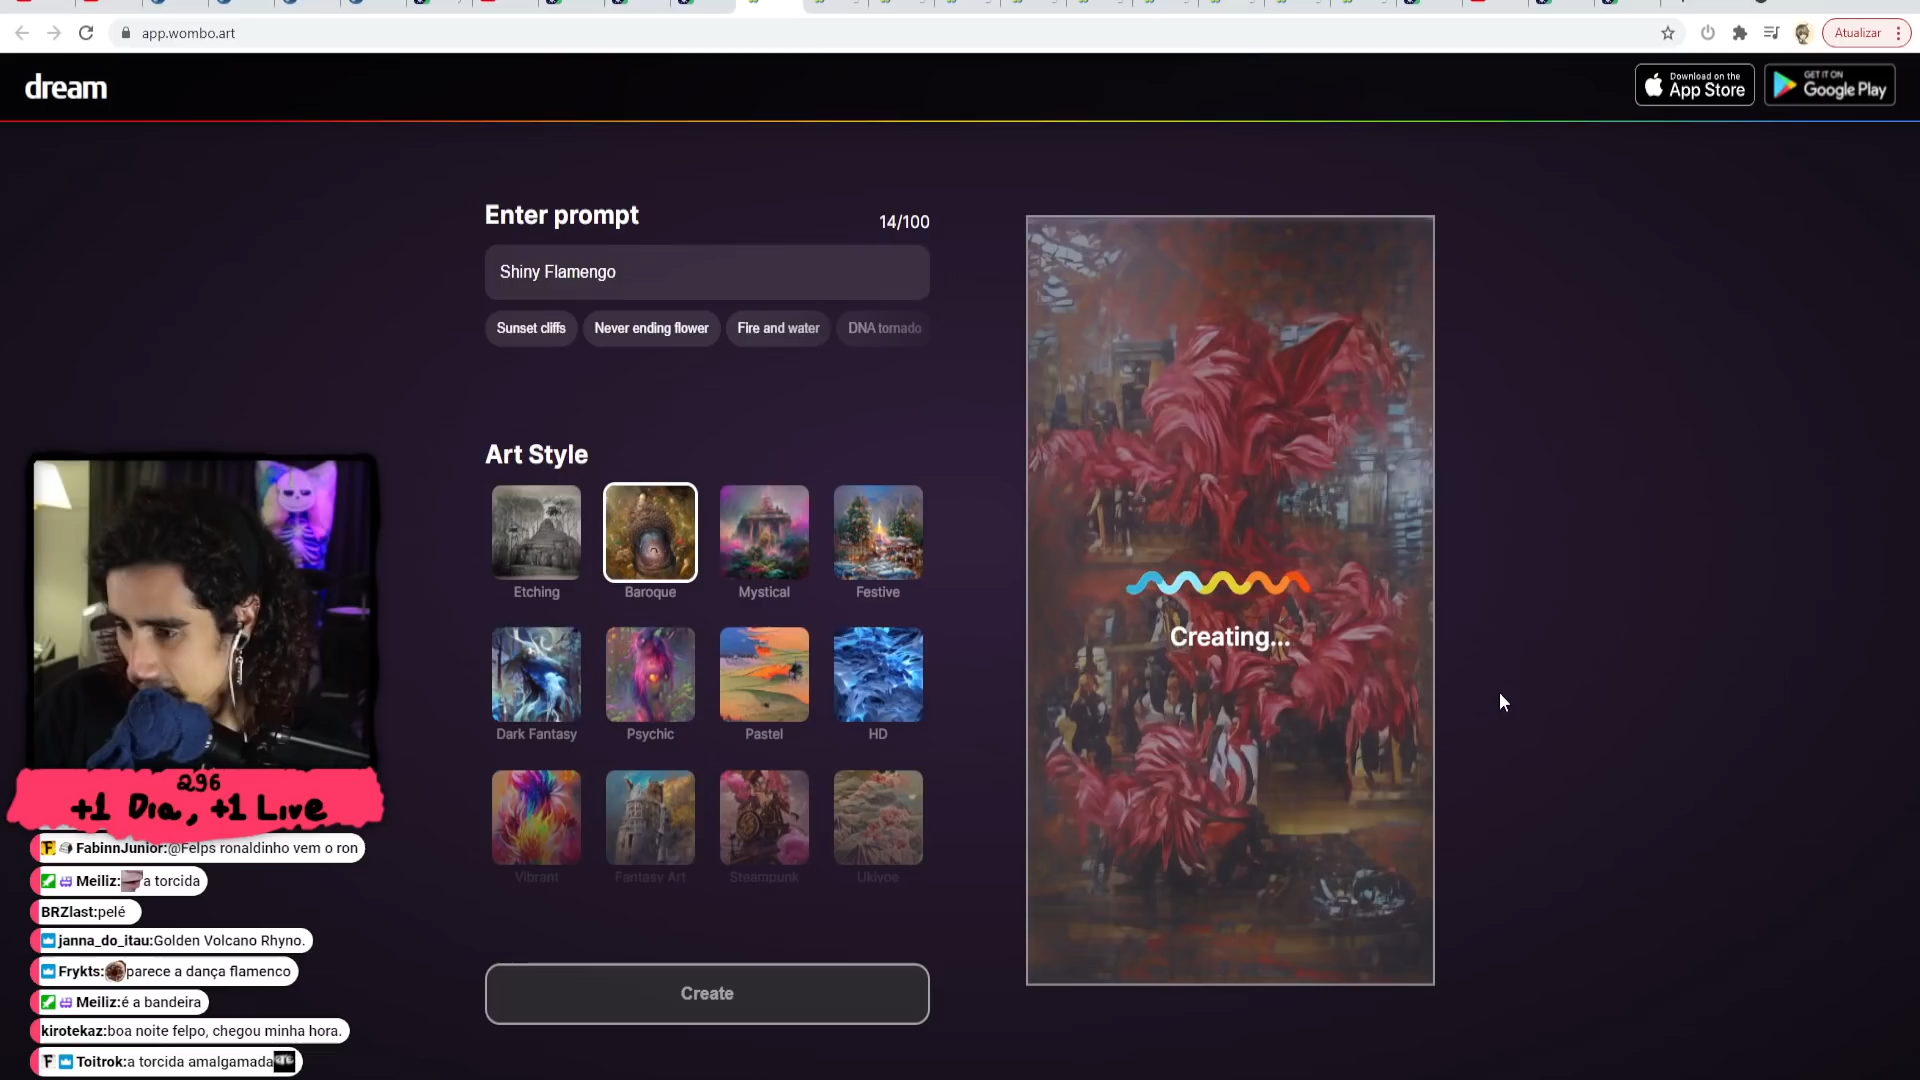 app.wombo.art
Atualizar
dream
Download on the
App Store
GET IT ON
Google Play
Enter prompt
14/100
Shiny Flamengo
Sunset cliffs
Never ending flower
Fire and water
DNA tornado
Art Style
Etching
Baroque
Mystical
Festive
Dark Fantasy
Psychic
Pastel
HD
Vibrant
Fantasy Art
Steampunk
Ukiyoe
Create
Creating...
296
+1 Dia, +1 Live
FabinnJunior:@Felps ronaldinho vem o ron
Meiliz: a torcida
BRZlast:pelé
janna_do_itau:Golden Volcano Rhyno.
Frykts: parece a dança flamenco
Meiliz:é a bandeira
kirotekaz:boa noite felpo, chegou minha hora.
Toitrok:a torcida amalgamada